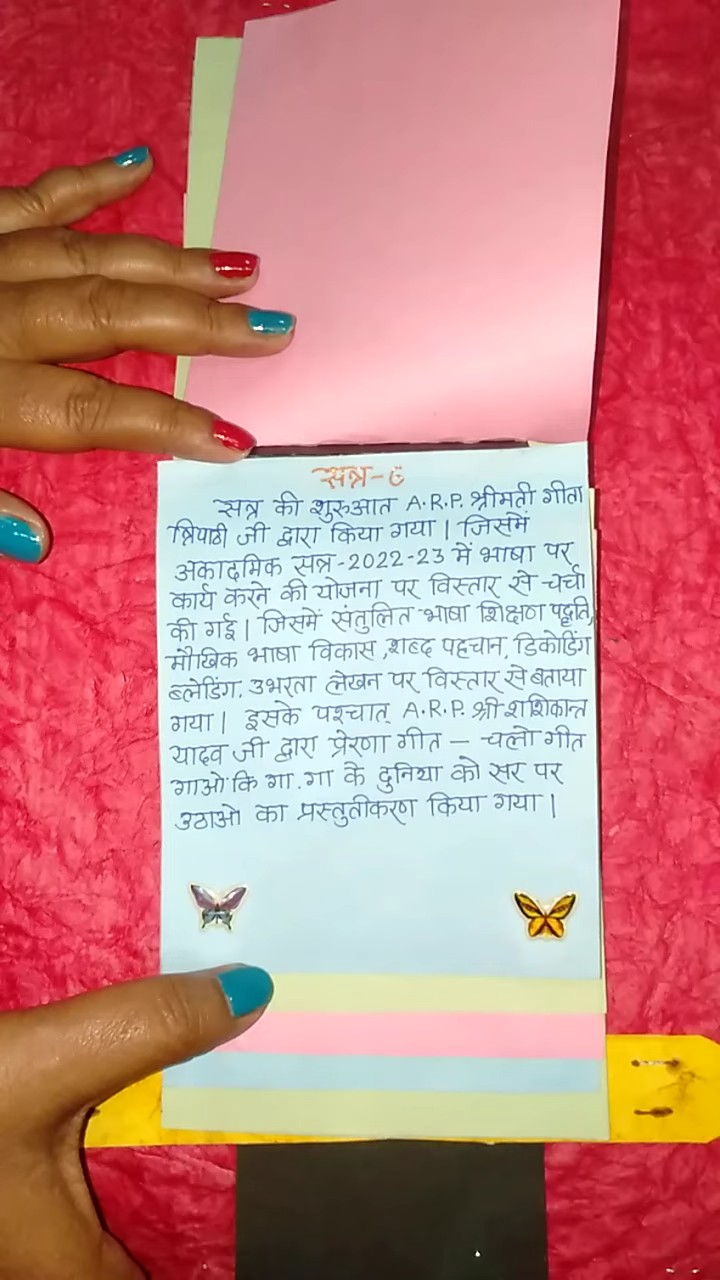 सत्र-6
सत्र की शुरुआत A.R.P. श्रीमती गीता
त्रिपाठी जी द्वारा किया गया। जिसमें
अकादमिक सत्र-2022-23 में भाषा पर
कार्य करने की योजना पर विस्तार से चर्चा
की गई। जिसमें संतुलित भाषा शिक्षण पद्धति,
मौखिक भाषा विकास, शब्द पहचान, डिकोडिंग
ब्लेडिंग, उभरता लेखन पर विस्तार से बताया
गया। इसके पश्चात् A.R.P. श्री शशिकान्त
यादव जी द्वारा प्रेरणा गीत – चलो गीत
गाओ कि गा.गा के दुनिया को सर पर
उठाओ का प्रस्तुतीकरण किया गया।